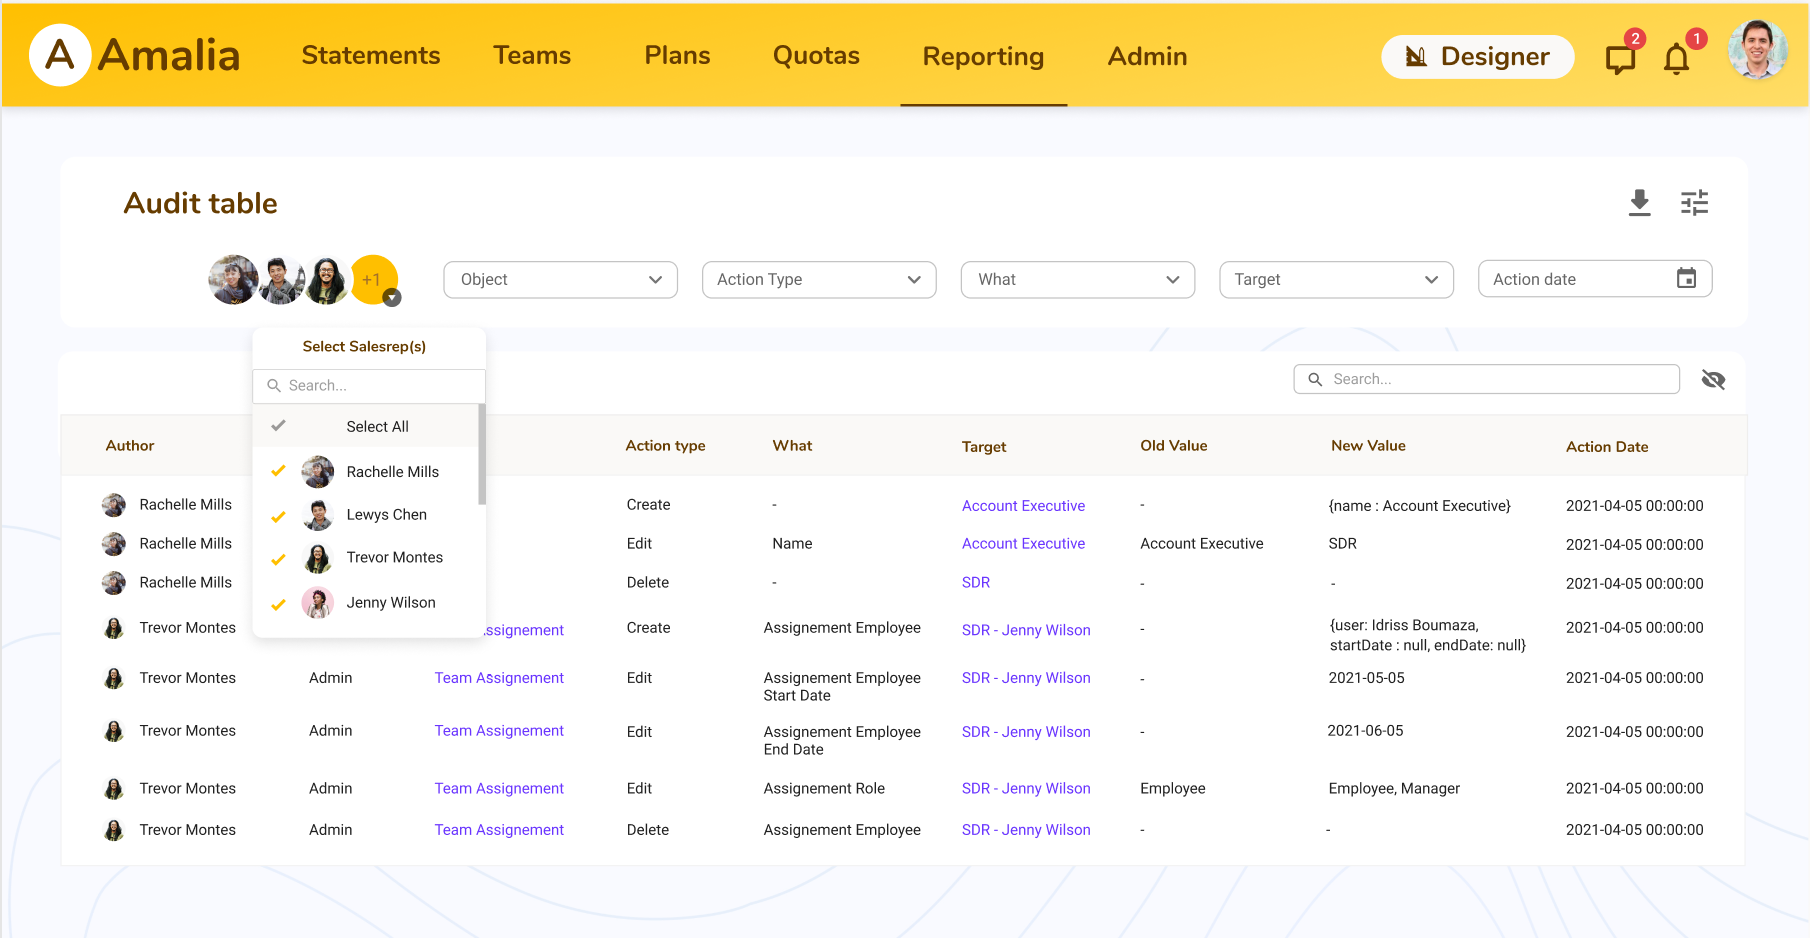 A Amalia Statements Teams Plans Quotas Reporting Admin Designer 2 1
Audit table
+1 Object Action Type What Target Action date
Select Salesrep(s)
Search...
Select All
Rachelle Mills
Lewys Chen
Trevor Montes
Jenny Wilson
Search...
Author Action type What Target Old Value New Value Action Date
Rachelle Mills Create - Account Executive - {name : Account Executive} 2021-04-05 00:00:00
Rachelle Mills Edit Name Account Executive Account Executive SDR 2021-04-05 00:00:00
Rachelle Mills Delete - SDR - - 2021-04-05 00:00:00
Trevor Montes ssignement Create Assignement Employee SDR - Jenny Wilson - {user: Idriss Boumaza, 2021-04-05 00:00:00
startDate : null, endDate: null}
Trevor Montes Admin Team Assignement Edit Assignement Employee SDR - Jenny Wilson - 2021-05-05 2021-04-05 00:00:00
Start Date
Trevor Montes Admin Team Assignement Edit Assignement Employee SDR - Jenny Wilson - 2021-06-05 2021-04-05 00:00:00
End Date
Trevor Montes Admin Team Assignement Edit Assignement Role SDR - Jenny Wilson Employee Employee, Manager 2021-04-05 00:00:00
Trevor Montes Admin Team Assignement Delete Assignement Employee SDR - Jenny Wilson - - 2021-04-05 00:00:00